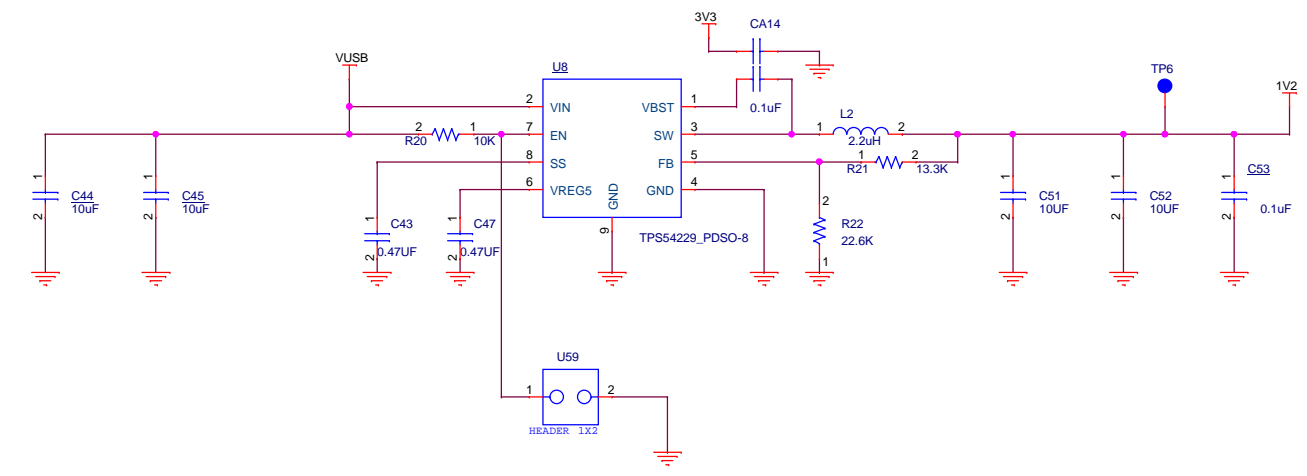 3V3
CA14
VUSB
U8
TP6
1V2
2 VIN
VBST 1
0.1uF
L2
2 R20 1 10K
7 EN
SW 3
1 2.2uH 2
8 SS
FB 5
1 R21 2 13.3K
6 VREG5
GND 4
GND
9
TPS54229_PDSO-8
1 C44 10uF 2
1 C45 10uF 2
1 C43 0.47UF 2
1 C47 0.47UF 2
2 R22 22.6K 1
1 C51 10UF 2
1 C52 10UF 2
1 C53 0.1uF 2
U59
1 2
HEADER 1X2